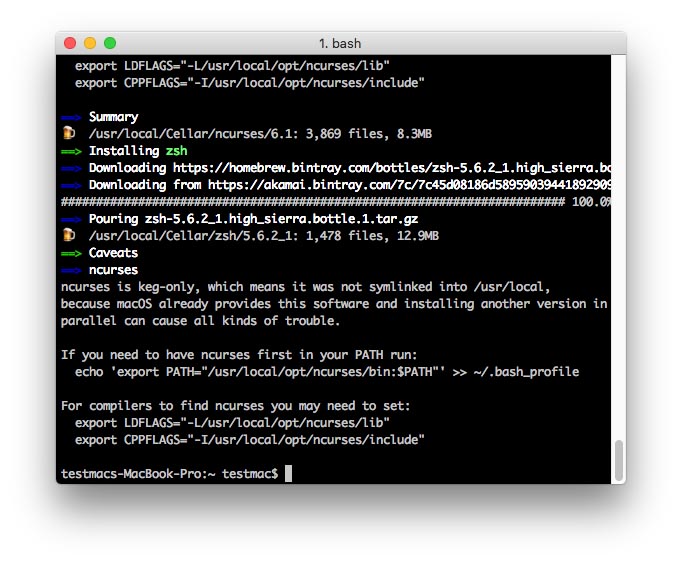 1. bash
  export LDFLAGS="-L/usr/local/opt/ncurses/lib"
  export CPPFLAGS="-I/usr/local/opt/ncurses/include"
==> Summary
🍺  /usr/local/Cellar/ncurses/6.1: 3,869 files, 8.3MB
==> Installing zsh
==> Downloading https://homebrew.bintray.com/bottles/zsh-5.6.2_1.high_sierra.bo
==> Downloading from https://akamai.bintray.com/7c/7c45d08186d5895903944189290
######################################################################## 100.0%
==> Pouring zsh-5.6.2_1.high_sierra.bottle.1.tar.gz
🍺  /usr/local/Cellar/zsh/5.6.2_1: 1,478 files, 12.9MB
==> Caveats
==> ncurses
ncurses is keg-only, which means it was not symlinked into /usr/local,
because macOS already provides this software and installing another version in
parallel can cause all kinds of trouble.
If you need to have ncurses first in your PATH run:
  echo 'export PATH="/usr/local/opt/ncurses/bin:$PATH"' >> ~/.bash_profile
For compilers to find ncurses you may need to set:
  export LDFLAGS="-L/usr/local/opt/ncurses/lib"
  export CPPFLAGS="-I/usr/local/opt/ncurses/include"
testmacs-MacBook-Pro:~ testmac$